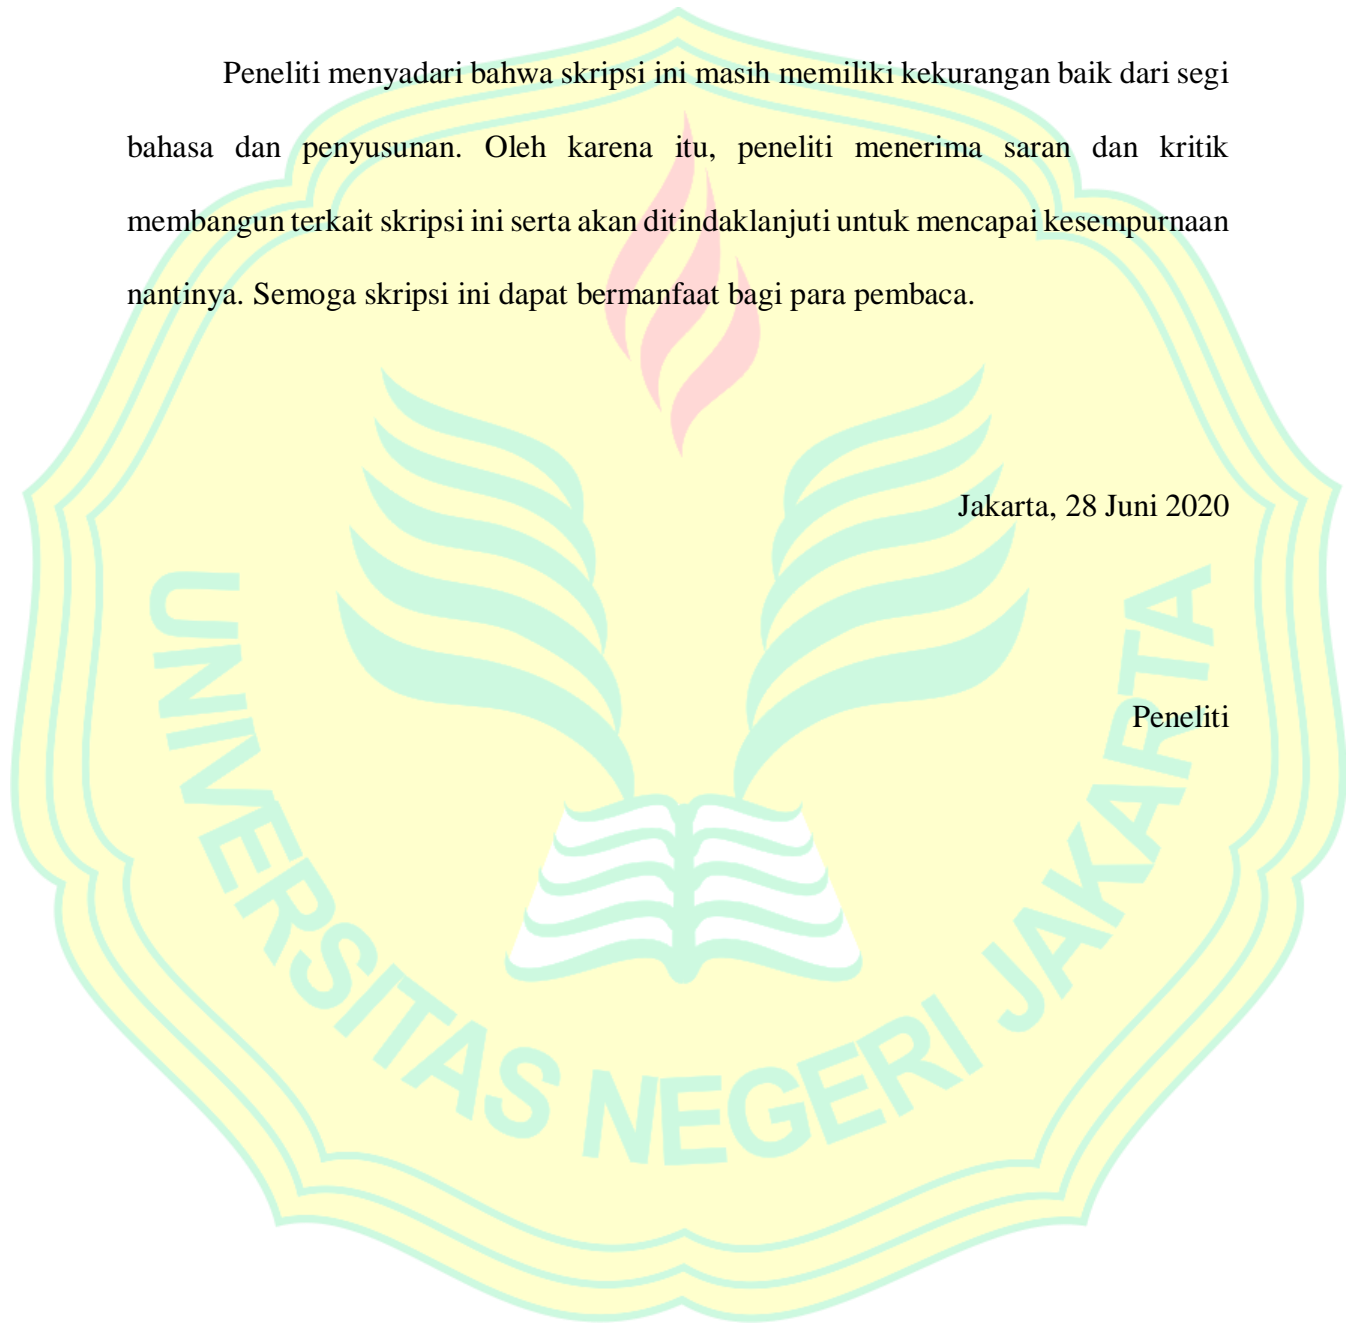 Peneliti menyadari bahwa skripsi ini masih memiliki kekurangan baik dari segi
bahasa dan penyusunan. Oleh karena itu, peneliti menerima saran dan kritik
membangun terkait skripsi ini serta akan ditindaklanjuti untuk mencapai kesempurnaan
nantinya. Semoga skripsi ini dapat bermanfaat bagi para pembaca.
Jakarta, 28 Juni 2020
Peneliti
UNIVERSITAS NEGERI JAKARTA